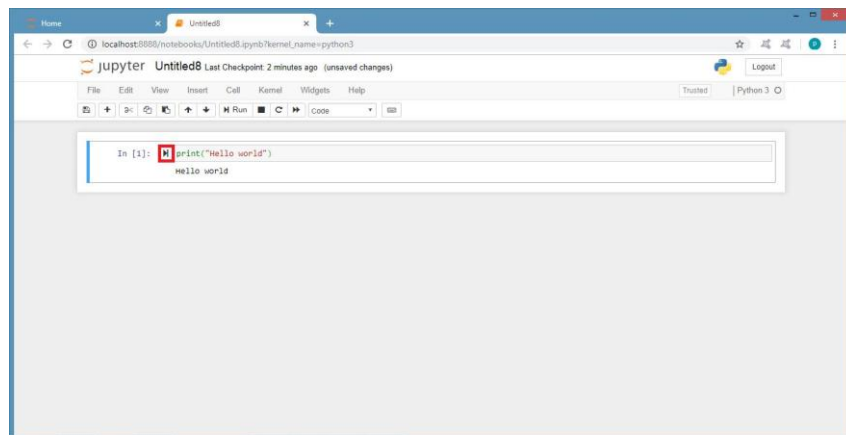 Home
Untitled8
localhost:8888/notebooks/Untitled8.ipynb?kernel_name=python3
P
jupyter Untitled8 Last Checkpoint: 2 minutes ago (unsaved changes)
Logout
File Edit View Insert Cell Kernel Widgets Help
Trusted
Python 3
Run
Code
In [1]: print("Hello world")
Hello world